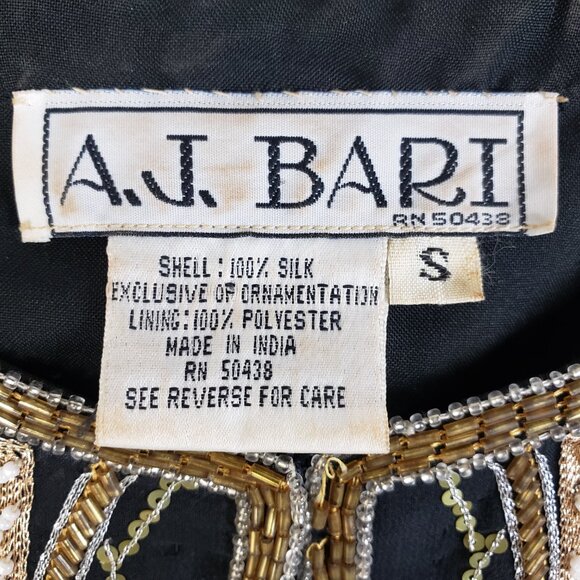 A.J. BARI
RN 50438
S
SHELL: 100% SILK
EXCLUSIVE OF ORNAMENTATION
LINING: 100% POLYESTER
MADE IN INDIA
RN 50438
SEE REVERSE FOR CARE